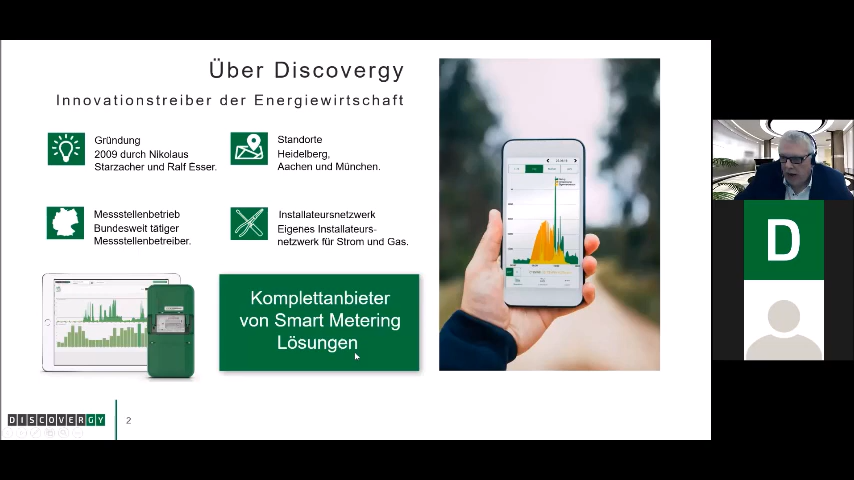 Über Discovergy
Innovationstreiber der Energiewirtschaft
Gründung
2009 durch Nikolaus
Starzacher und Ralf Esser.
Standorte
Heidelberg,
Aachen und München.
Messstellenbetrieb
Bundesweit tätiger
Messstellenbetreiber.
Installateursnetzwerk
Eigenes Installateurs-
netzwerk für Strom und Gas.
Komplettanbieter
von Smart Metering
Lösungen
DISCOVERGY
2
D